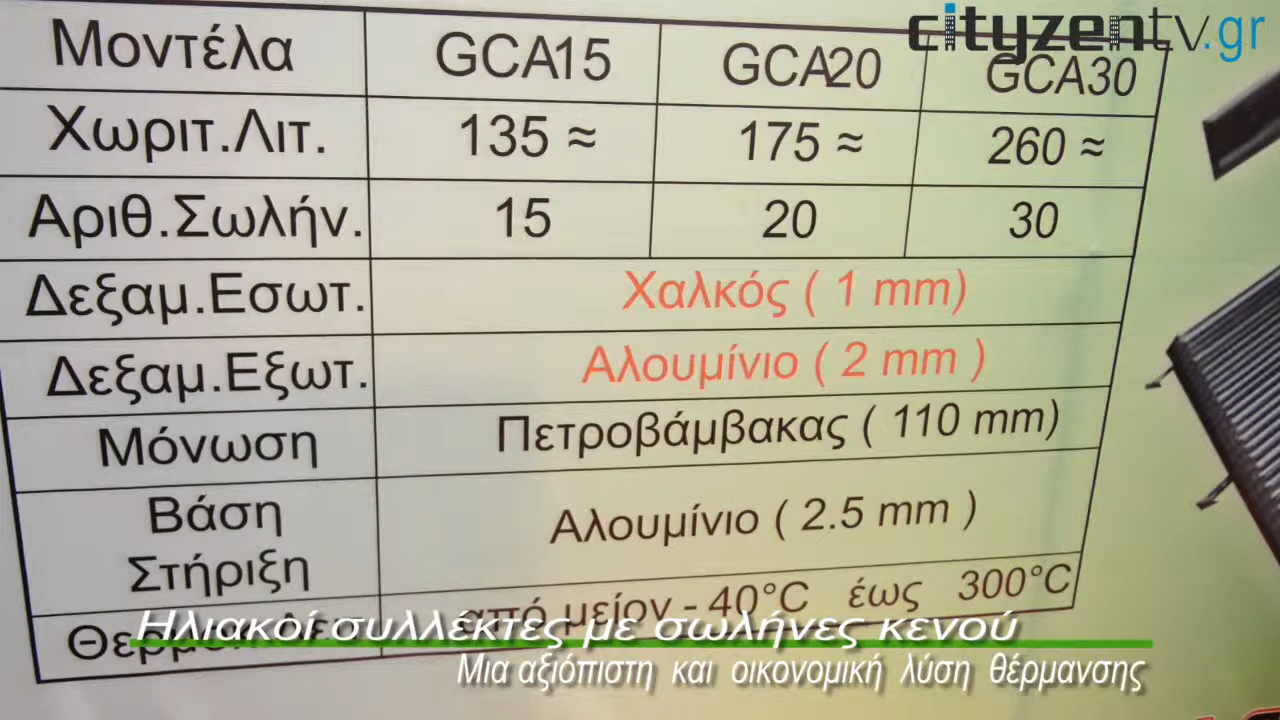 cityzentv.gr
Μοντέλα GCA15 GCA20 GCA30
Χωριτ.Λιτ. 135 ≈ 175 ≈ 260 ≈
Αριθ.Σωλήν. 15 20 30
Δεξαμ.Εσωτ. Χαλκός ( 1 mm)
Δεξαμ.Εξωτ. Αλουμίνιο ( 2 mm )
Μόνωση Πετροβάμβακας ( 110 mm)
Βάση
Στήριξη Αλουμίνιο ( 2.5 mm )
από μείον - 40°C έως 300°C
Ηλιακοί συλλέκτες με σωλήνες κενού
Μια αξιόπιστη και οικονομική λύση θέρμανσης